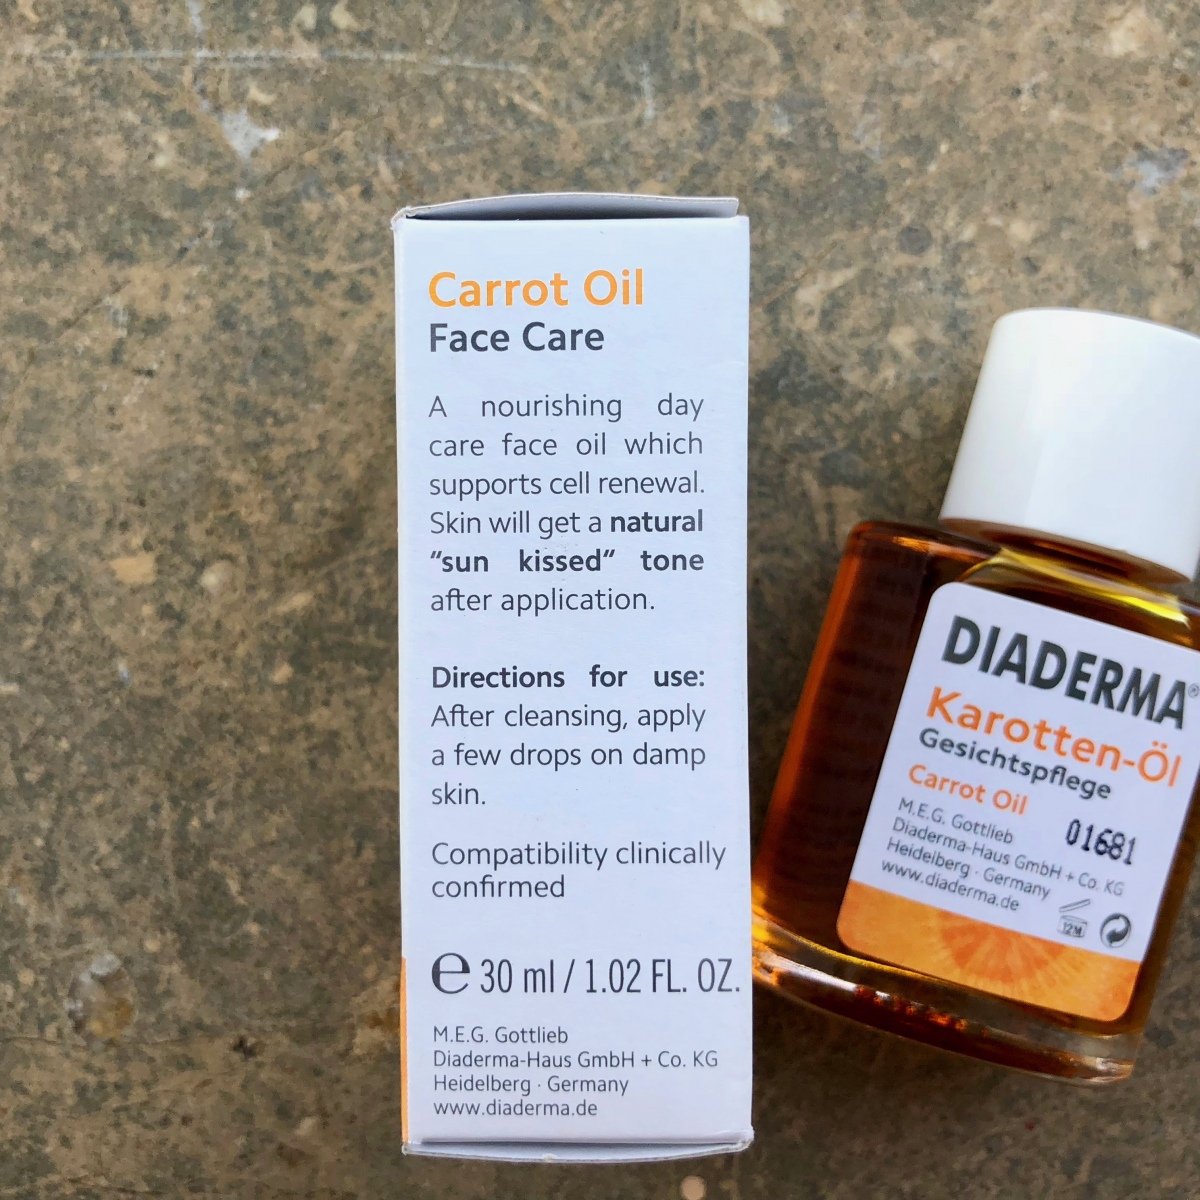 Carrot Oil
Face Care
A nourishing day
care face oil which
supports cell renewal.
Skin will get a natural
"sun kissed“ tone
after application.
Directions for use:
After cleansing, apply
a few drops on damp
skin.
Compatibility clinically
confirmed
℮ 30 ml / 1.02 FL. OZ.
M.E.G. Gottlieb
Diaderma-Haus GmbH + Co. KG
Heidelberg · Germany
www.diaderma.de
DIADERMA®
Karotten-Öl
Gesichtspflege
Carrot Oil
M.E.G. Gottlieb
Diaderma-Haus GmbH + Co. KG
Heidelberg · Germany
www.diaderma.de
01681
12M